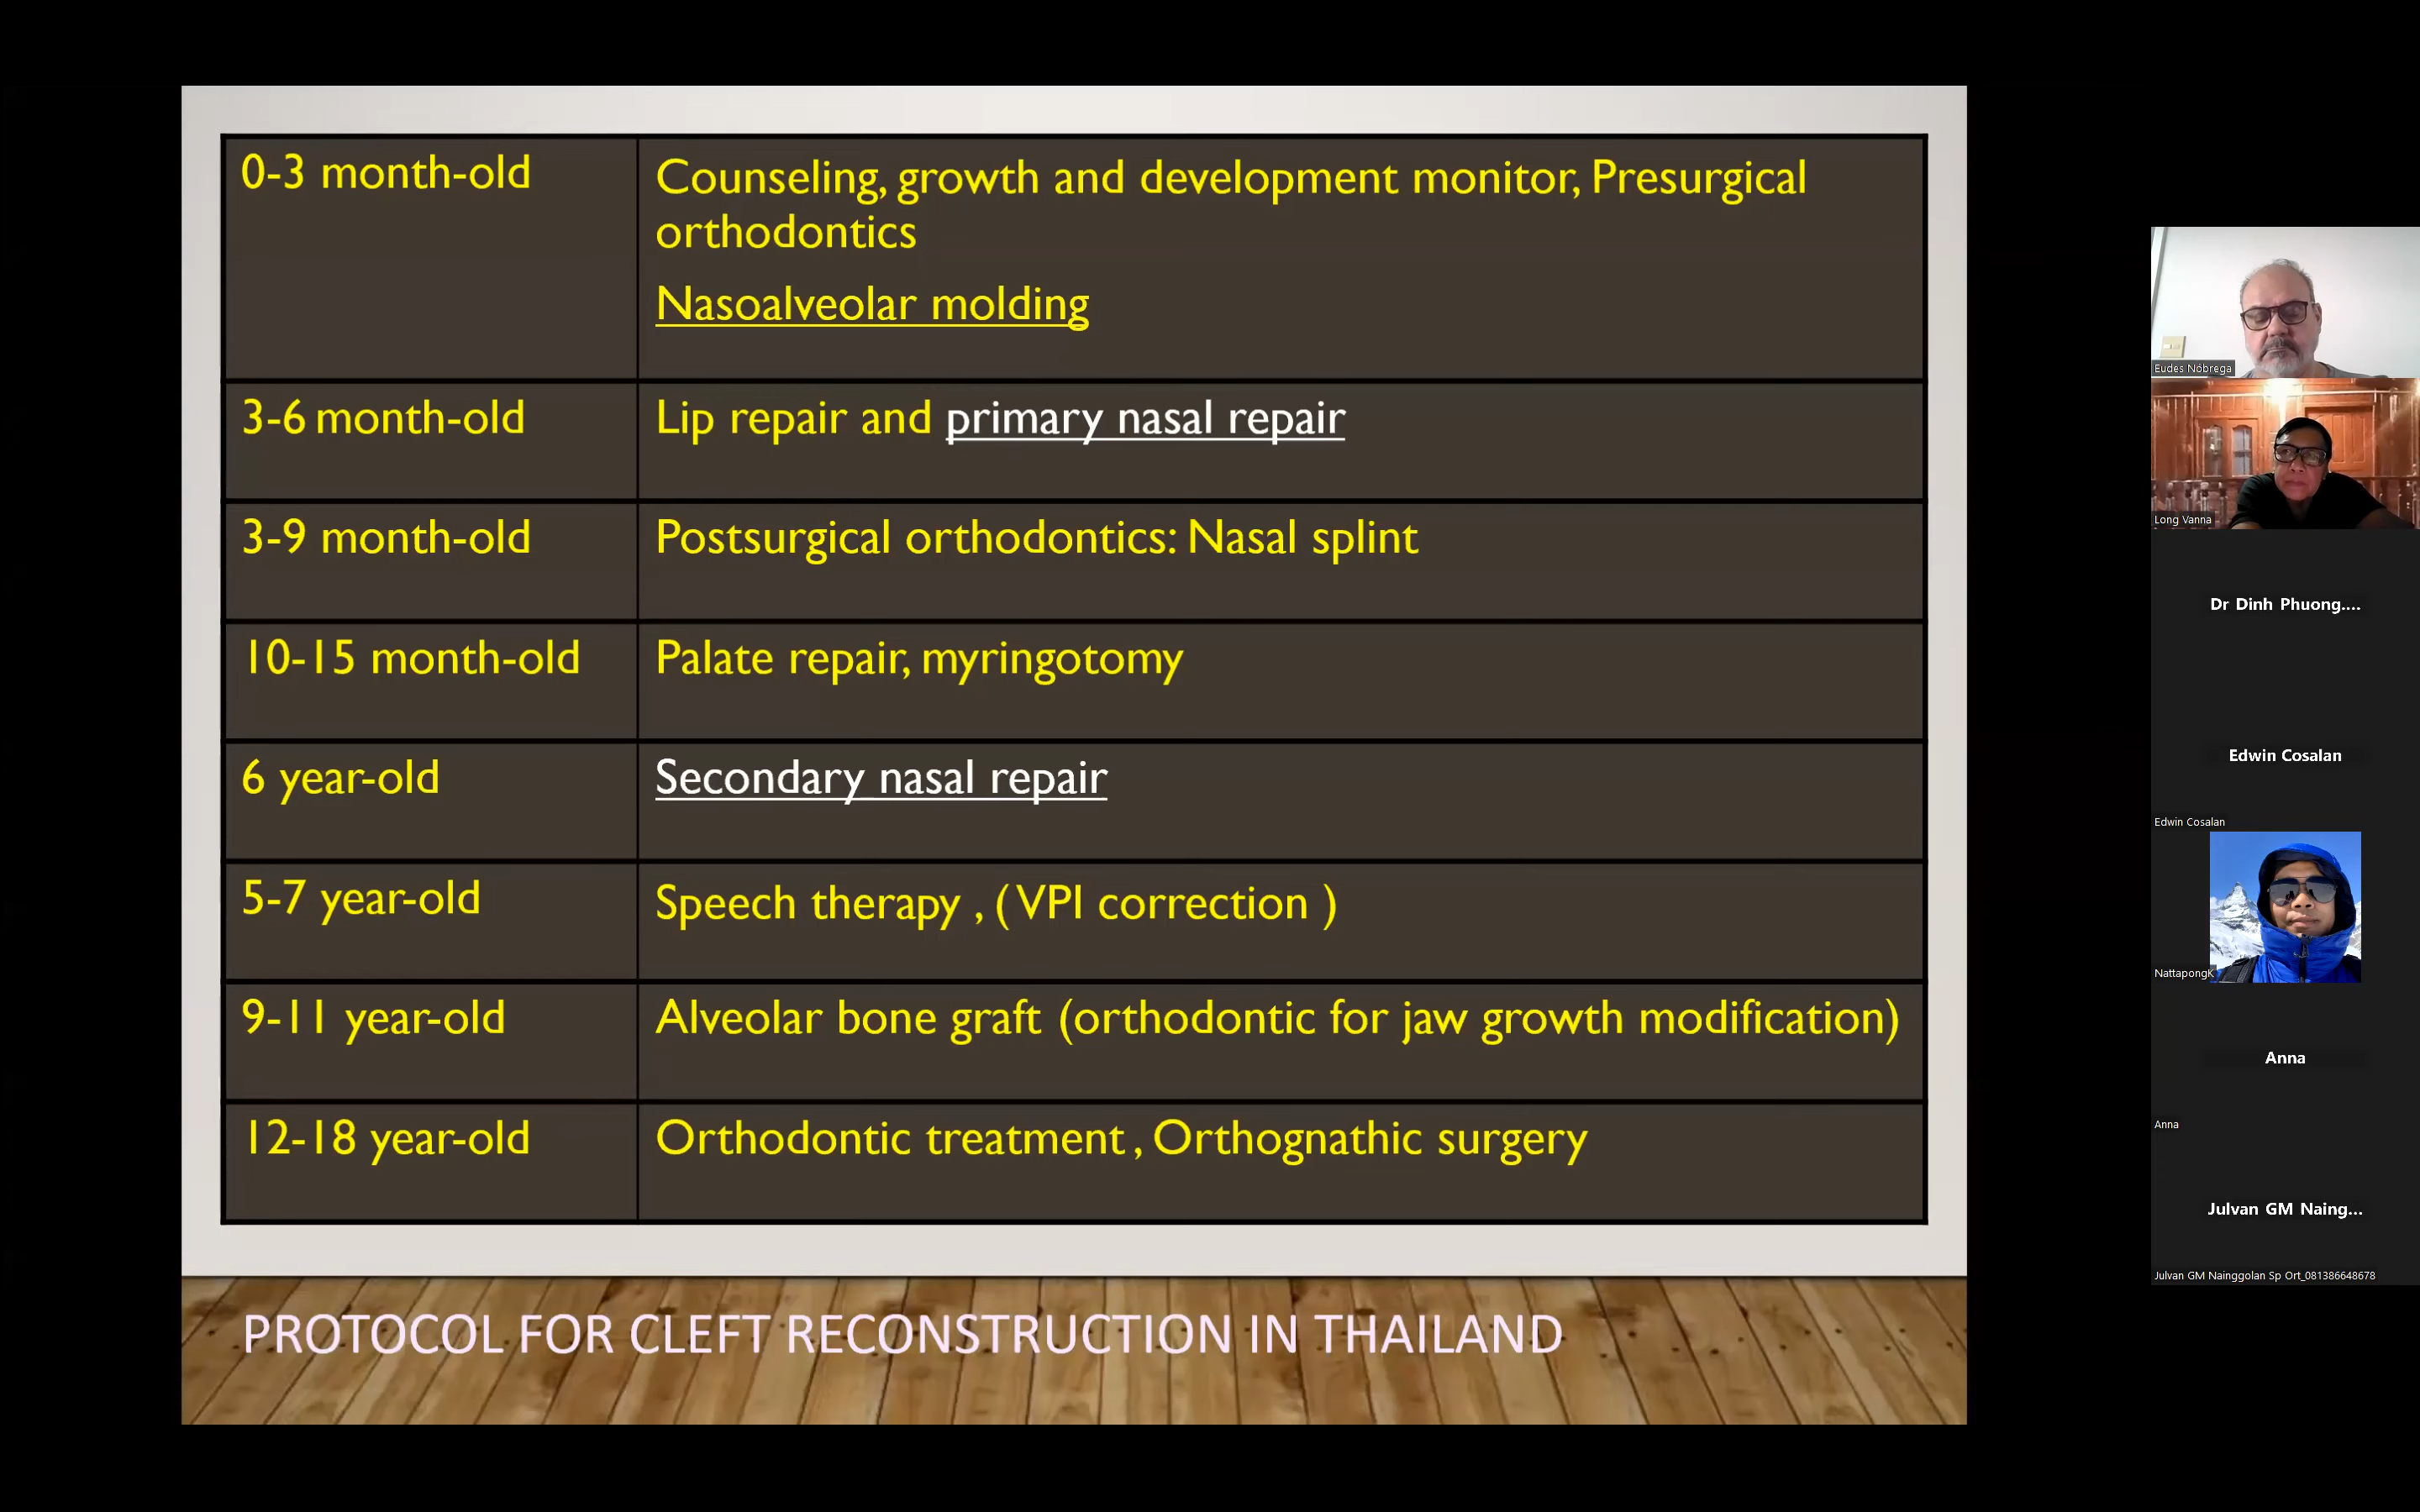 0-3 month-old
Counseling, growth and development monitor, Presurgical
orthodontics
Nasoalveolar molding
3-6 month-old
Lip repair and primary nasal repair
3-9 month-old
Postsurgical orthodontics: Nasal splint
10-15 month-old
Palate repair, myringotomy
6 year-old
Secondary nasal repair
5-7 year-old
Speech therapy , ( VPI correction )
9-11 year-old
Alveolar bone graft (orthodontic for jaw growth modification)
12-18 year-old
Orthodontic treatment , Orthognathic surgery
PROTOCOL FOR CLEFT RECONSTRUCTION IN THAILAND
Eudes Nóbrega
Long Vanna
Dr Dinh Phuong....
Edwin Cosalan
Edwin Cosalan
NattapongK
Anna
Anna
Julvan GM Naing...
Julvan GM Nainggolan Sp Ort_081386648678